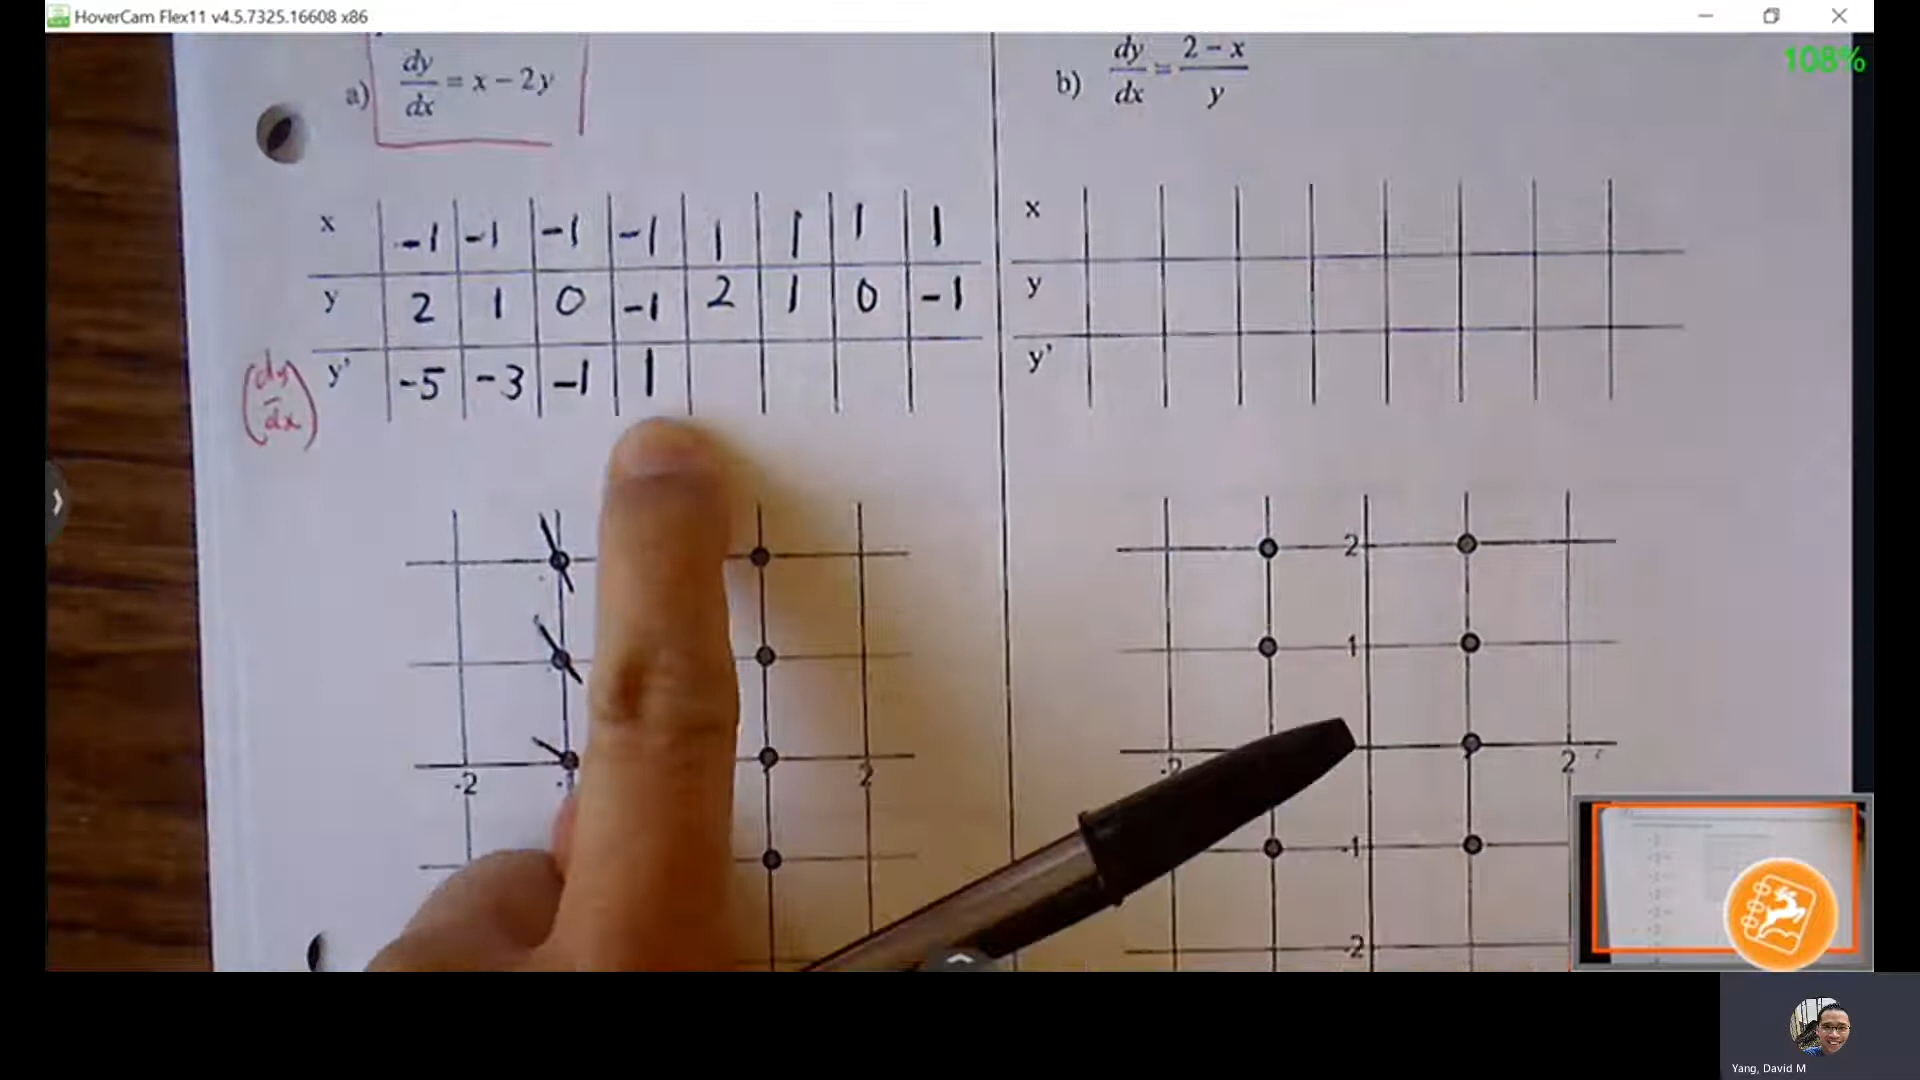 HoverCam Flex11 v4.5.7325.16608 x86
108%
a) dy/dx = x - 2y
b) dy/dx = 2 - x / y
x -1 -1 -1 -1 1 1 1 1
y 2 1 0 -1 2 1 0 -1
(dy/dx) y' -5 -3 -1 1
x
y
y'
-2 2
2
1
-2 2
-1
-2
Yang, David M